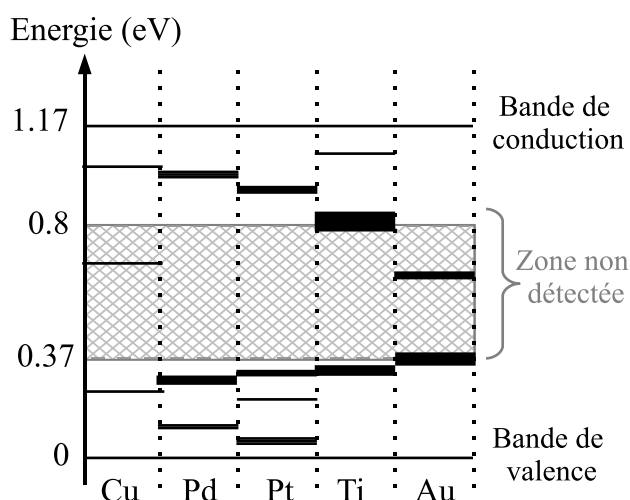 Energie (eV)
1.17
Bande de
conduction
0.8
Zone non
détectée
0.37
0
Bande de
valence
Cu Pd Pt Ti Au